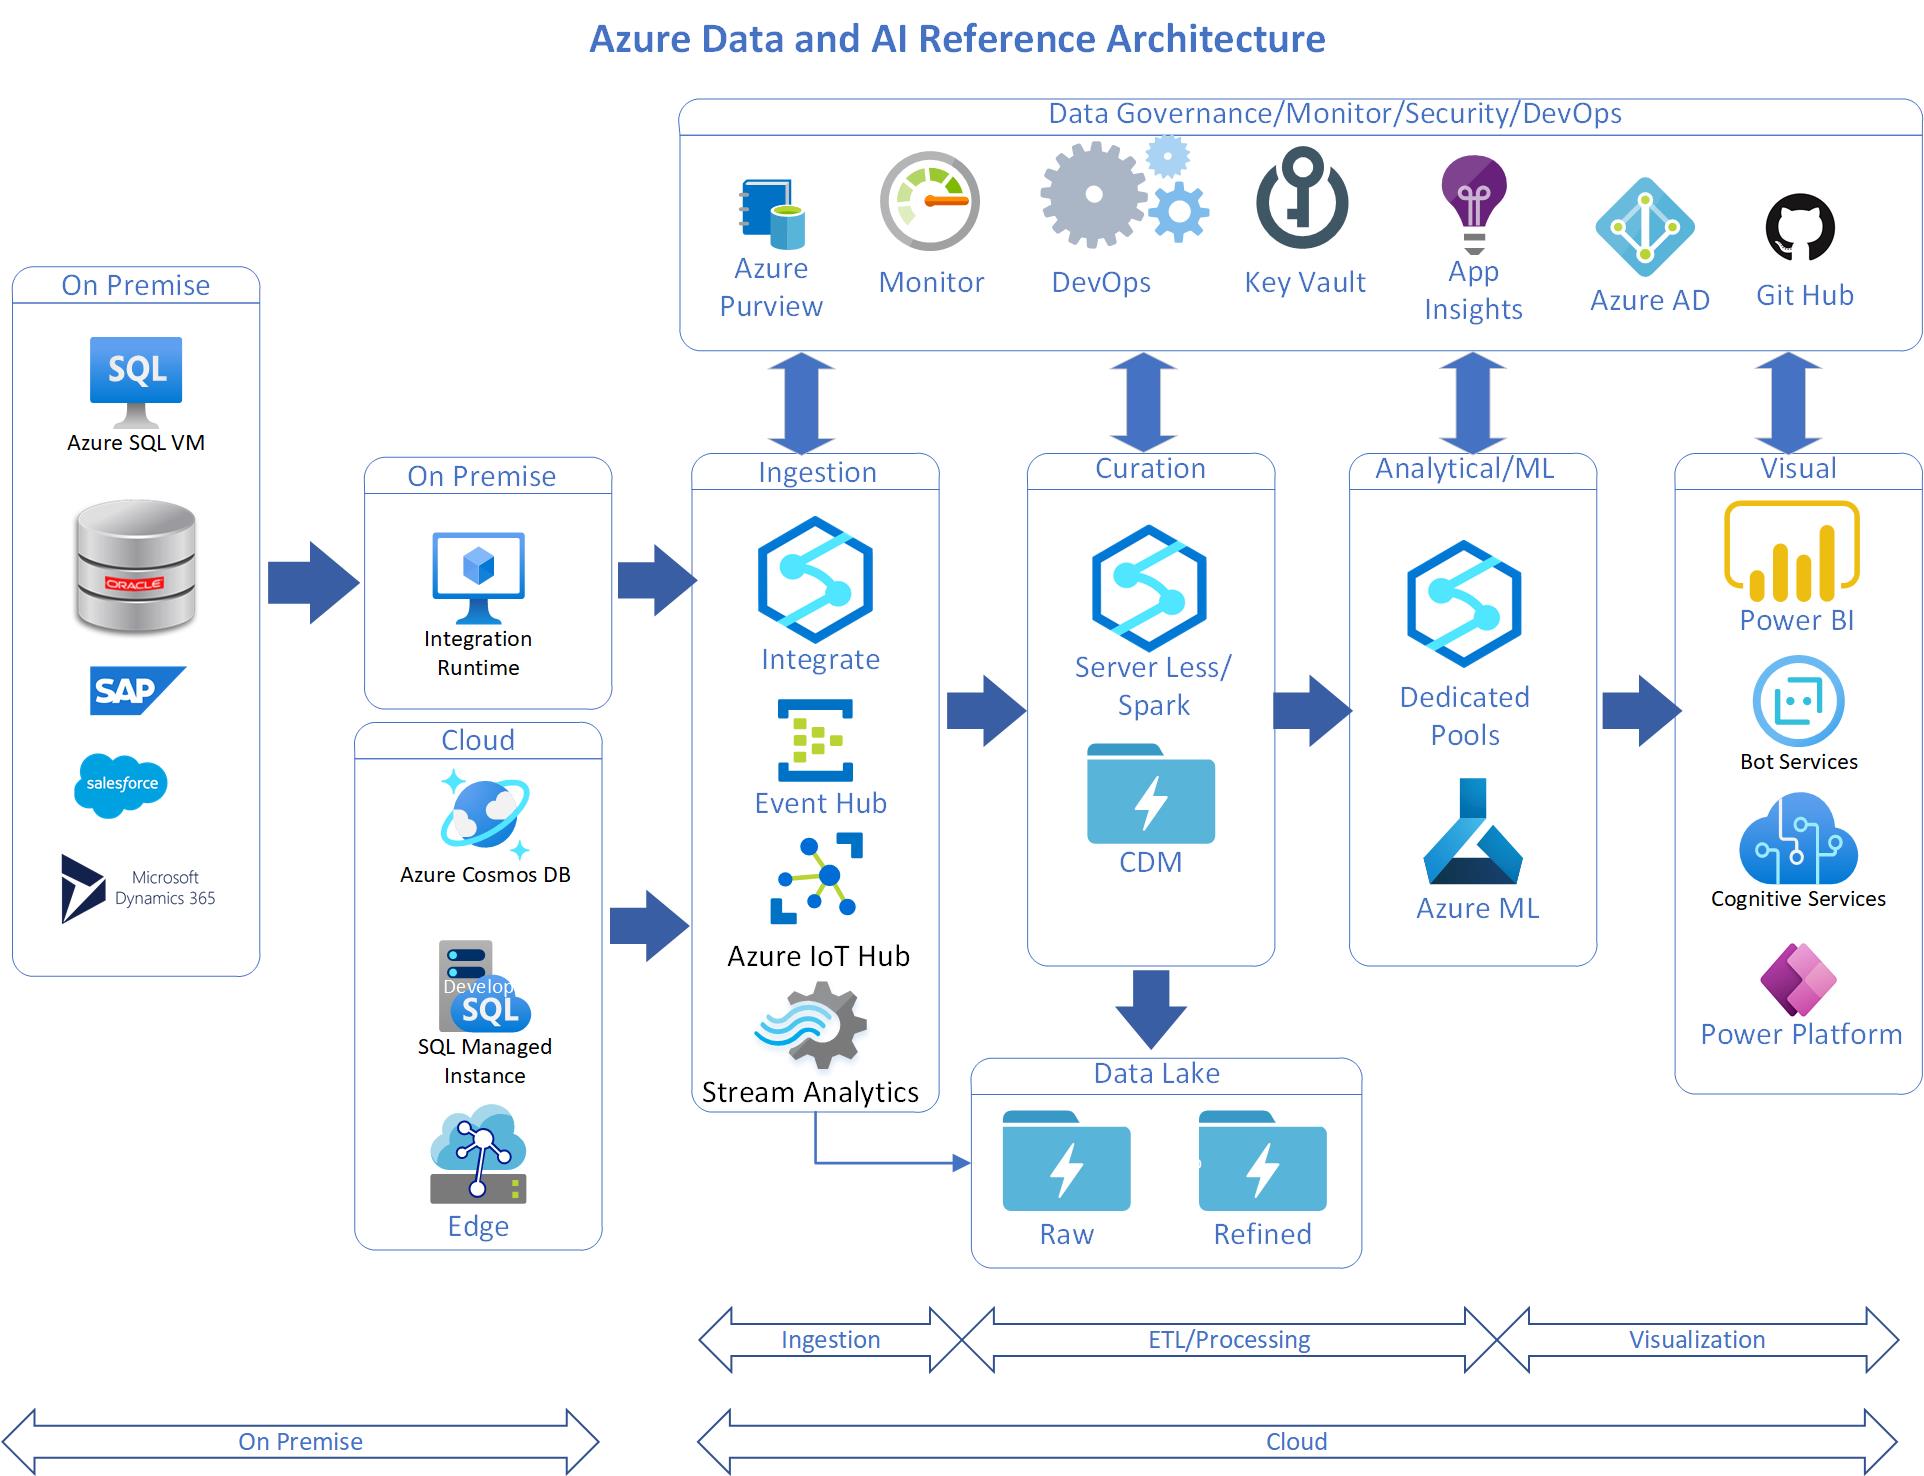 Azure Data and AI Reference Architecture
Data Governance/Monitor/Security/DevOps
Azure
Purview
Monitor
DevOps
Key Vault
App
Insights
Azure AD
Git Hub
On Premise
SQL
Azure SQL VM
ORACLE
SAP
salesforce
Microsoft
Dynamics 365
On Premise
Integration
Runtime
Cloud
Azure Cosmos DB
Develop
SQL
SQL Managed
Instance
Edge
Ingestion
Integrate
Event Hub
Azure IoT Hub
Stream Analytics
Curation
Server Less/
Spark
CDM
Analytical/ML
Dedicated
Pools
Azure ML
Visual
Power BI
Bot Services
Cognitive Services
Power Platform
Data Lake
Raw
Refined
Ingestion
ETL/Processing
Visualization
On Premise
Cloud